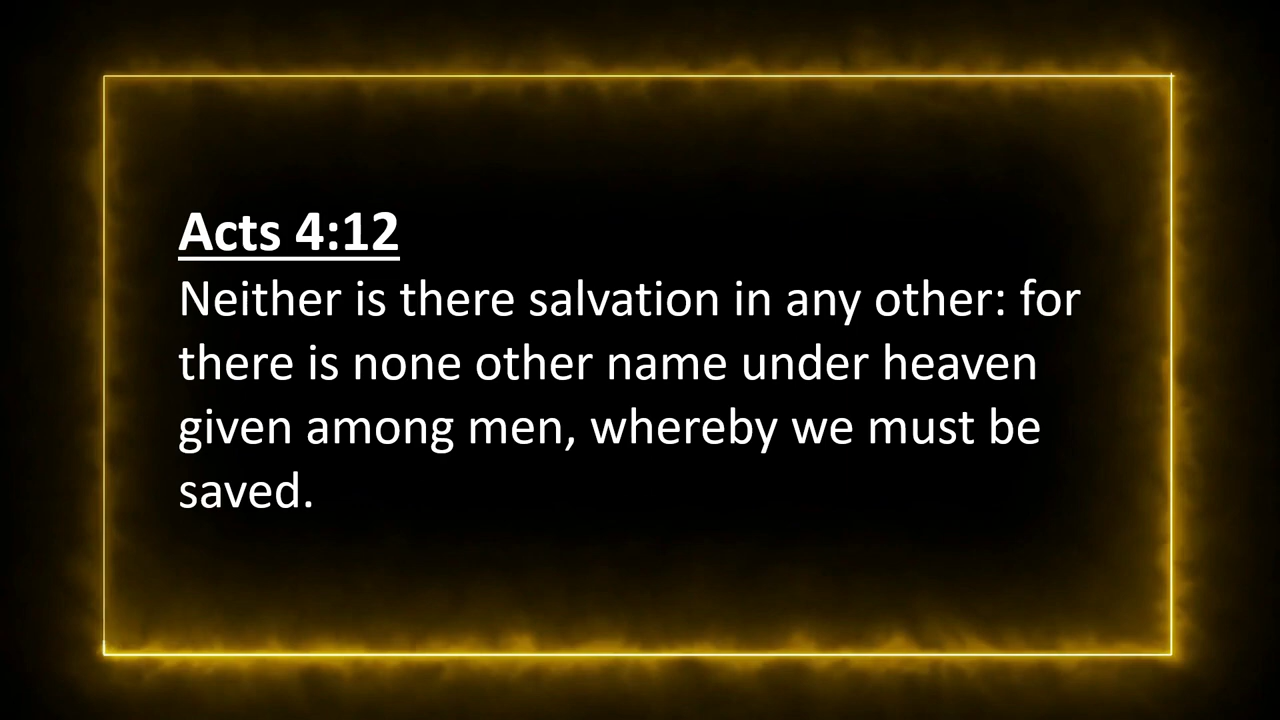 Acts 4:12
Neither is there salvation in any other: for
there is none other name under heaven
given among men, whereby we must be
saved.